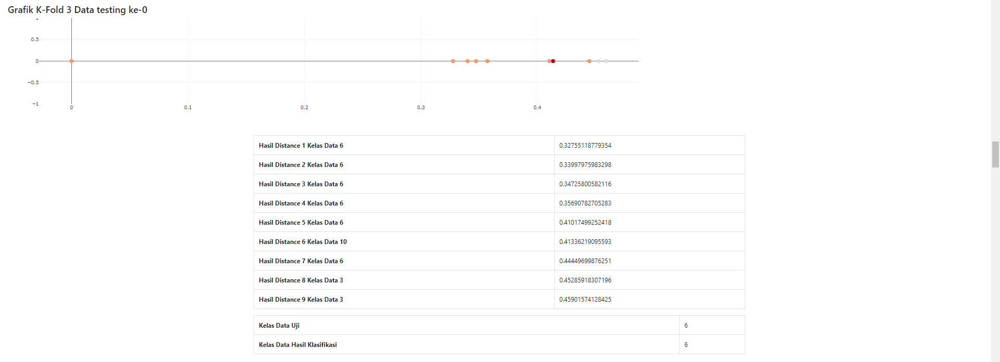 Grafik K-Fold 3 Data testing ke-0
1
0.5
0
−0.5
−1
0 0.1 0.2 0.3 0.4
Hasil Distance 1 Kelas Data 6 0.32755118779354
Hasil Distance 2 Kelas Data 6 0.33997975983298
Hasil Distance 3 Kelas Data 6 0.34725800582116
Hasil Distance 4 Kelas Data 6 0.35690782705283
Hasil Distance 5 Kelas Data 6 0.41017499252418
Hasil Distance 6 Kelas Data 10 0.41336219095593
Hasil Distance 7 Kelas Data 6 0.44449699876251
Hasil Distance 8 Kelas Data 3 0.45285918307196
Hasil Distance 9 Kelas Data 3 0.45901574128425
Kelas Data Uji 6
Kelas Data Hasil Klasifikasi 6